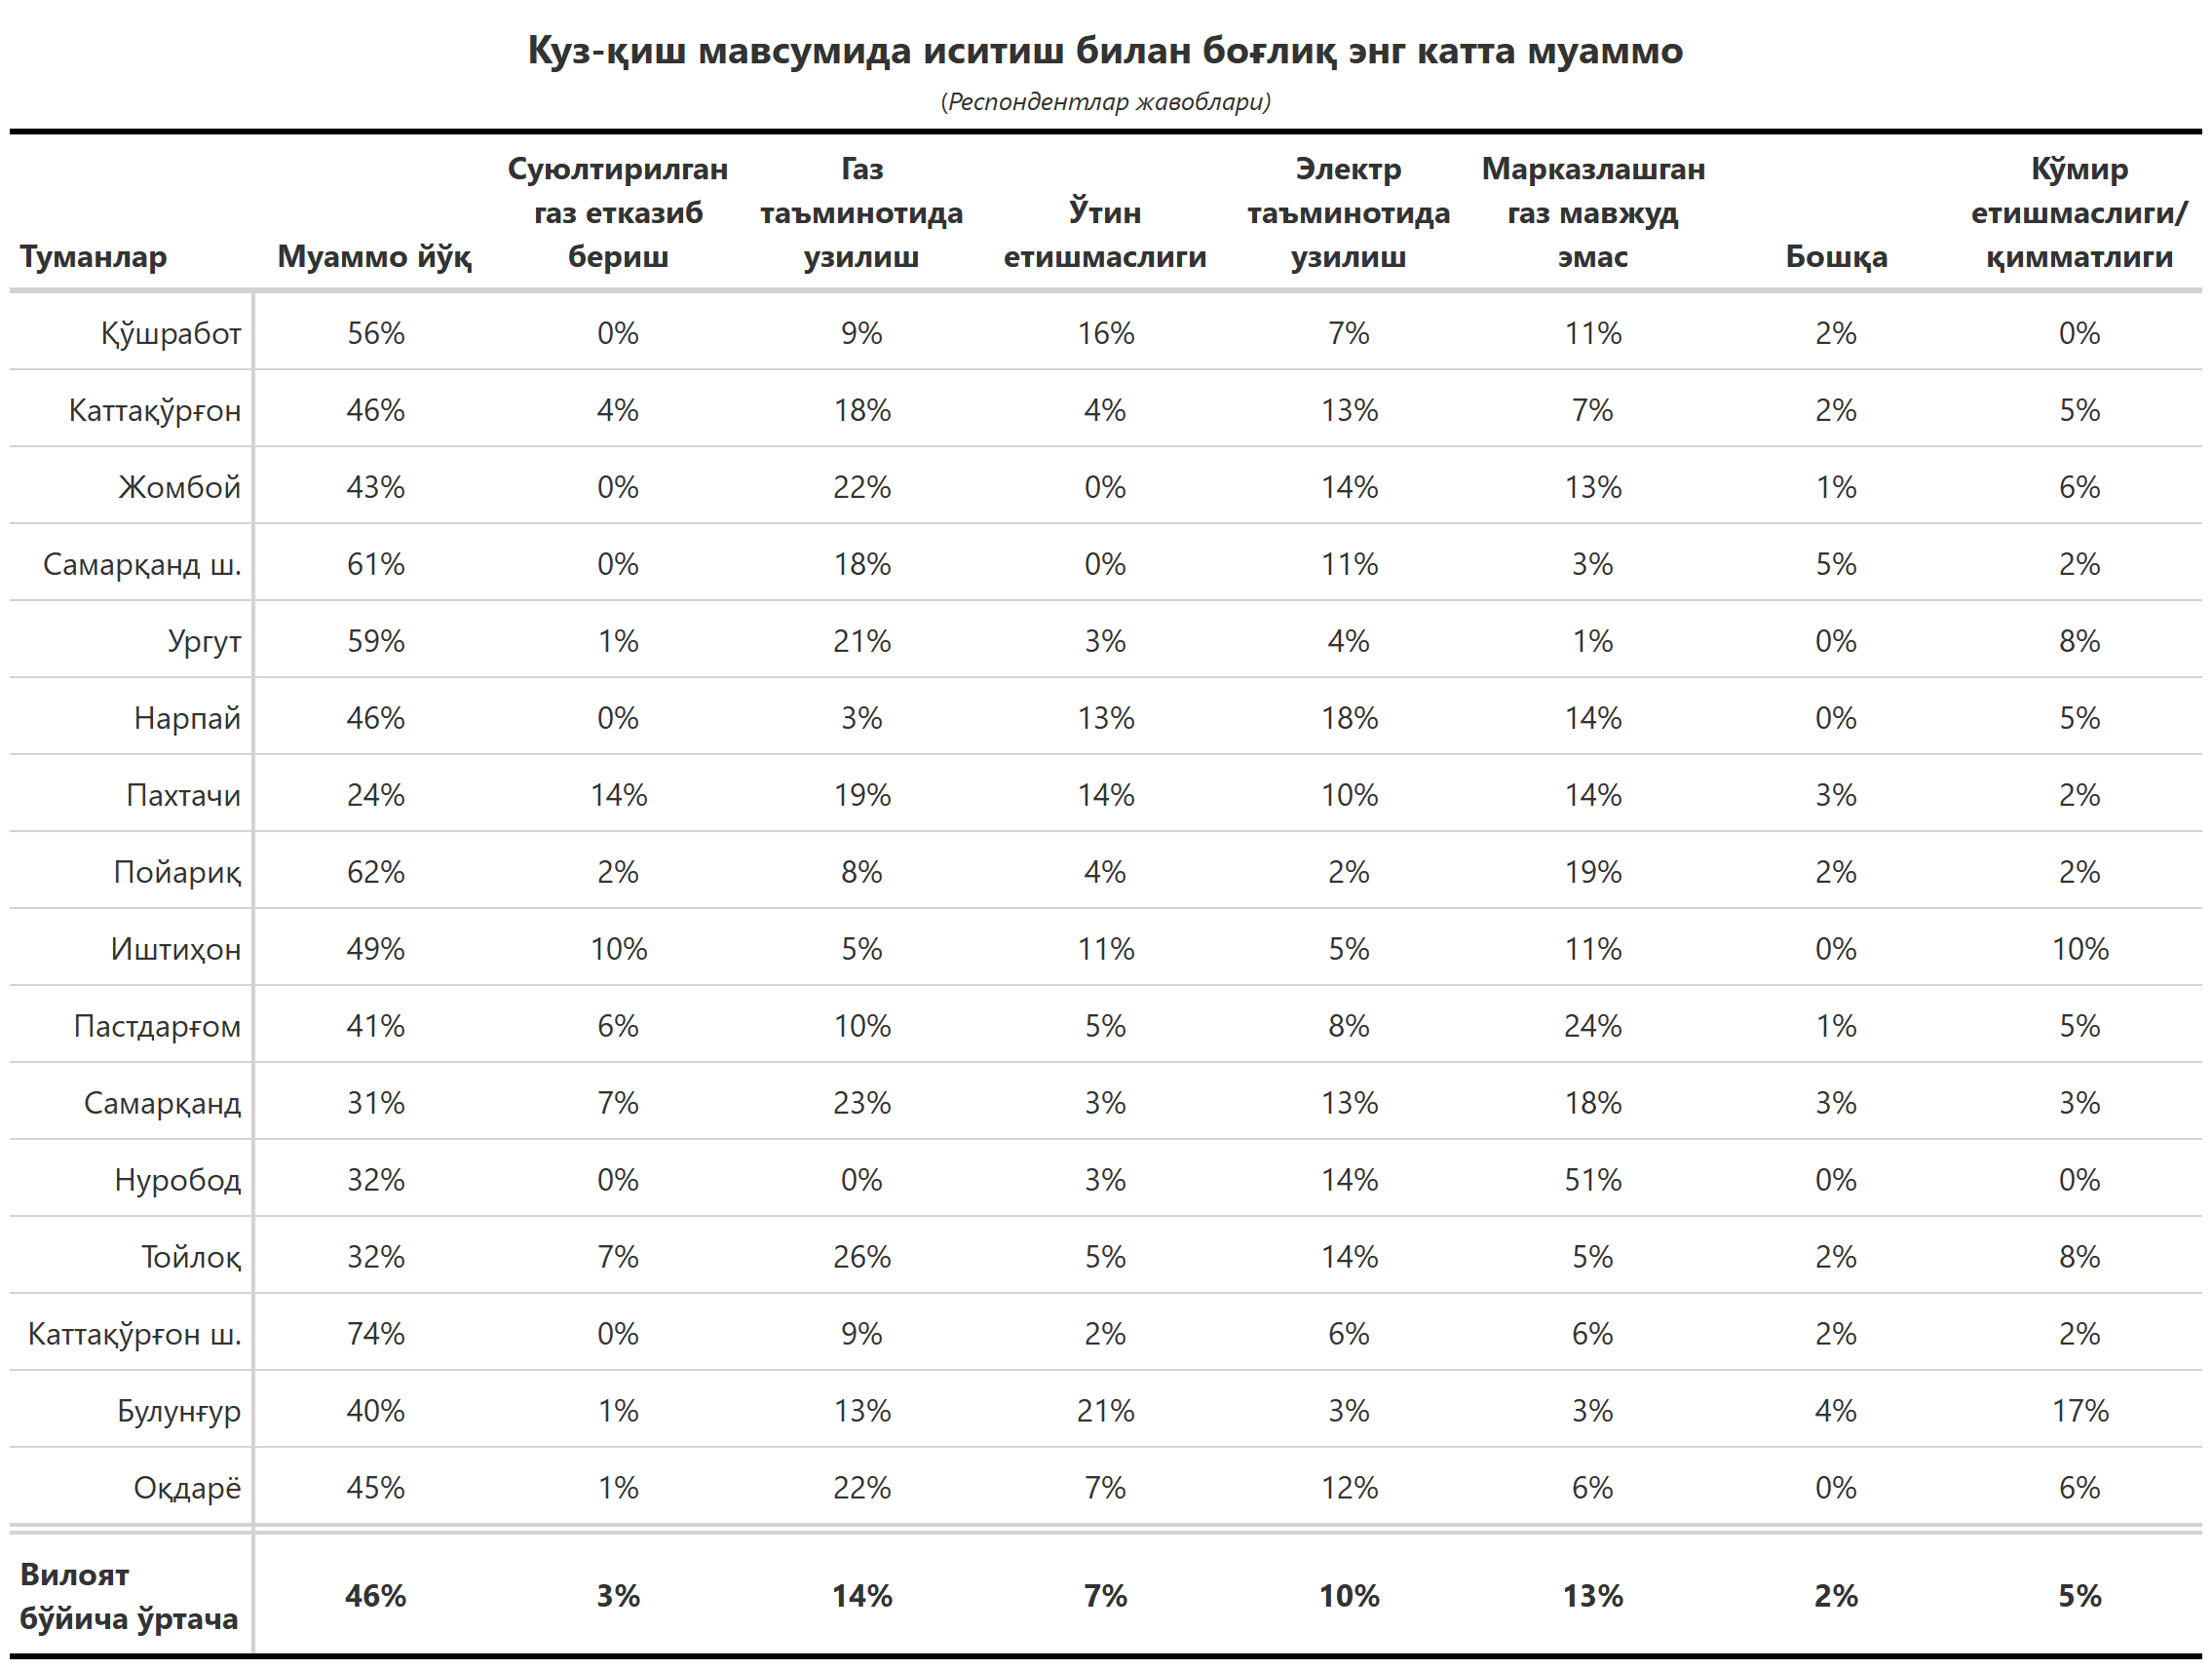 Куз-қиш мавсумида иситиш билан боғлиқ энг катта муаммо
(Респондентлар жавоблари)
Туманлар Муаммо йўқ Суюлтирилган газ етказиб бериш Газ таъминотида узилиш Ўтин етишмаслиги Электр таъминотида узилиш Марказлашган газ мавжуд эмас Бошқа Кўмир етишмаслиги/ қимматлиги
Қўшработ 56% 0% 9% 16% 7% 11% 2% 0%
Каттақўрғон 46% 4% 18% 4% 13% 7% 2% 5%
Жомбой 43% 0% 22% 0% 14% 13% 1% 6%
Самарқанд ш. 61% 0% 18% 0% 11% 3% 5% 2%
Ургут 59% 1% 21% 3% 4% 1% 0% 8%
Нарпай 46% 0% 3% 13% 18% 14% 0% 5%
Пахтачи 24% 14% 19% 14% 10% 14% 3% 2%
Пойариқ 62% 2% 8% 4% 2% 19% 2% 2%
Иштиҳон 49% 10% 5% 11% 5% 11% 0% 10%
Пастдарғом 41% 6% 10% 5% 8% 24% 1% 5%
Самарқанд 31% 7% 23% 3% 13% 18% 3% 3%
Нуробод 32% 0% 0% 3% 14% 51% 0% 0%
Тойлоқ 32% 7% 26% 5% 14% 5% 2% 8%
Каттақўрғон ш. 74% 0% 9% 2% 6% 6% 2% 2%
Булунғур 40% 1% 13% 21% 3% 3% 4% 17%
Оқдарё 45% 1% 22% 7% 12% 6% 0% 6%
Вилоят бўйича ўртача 46% 3% 14% 7% 10% 13% 2% 5%